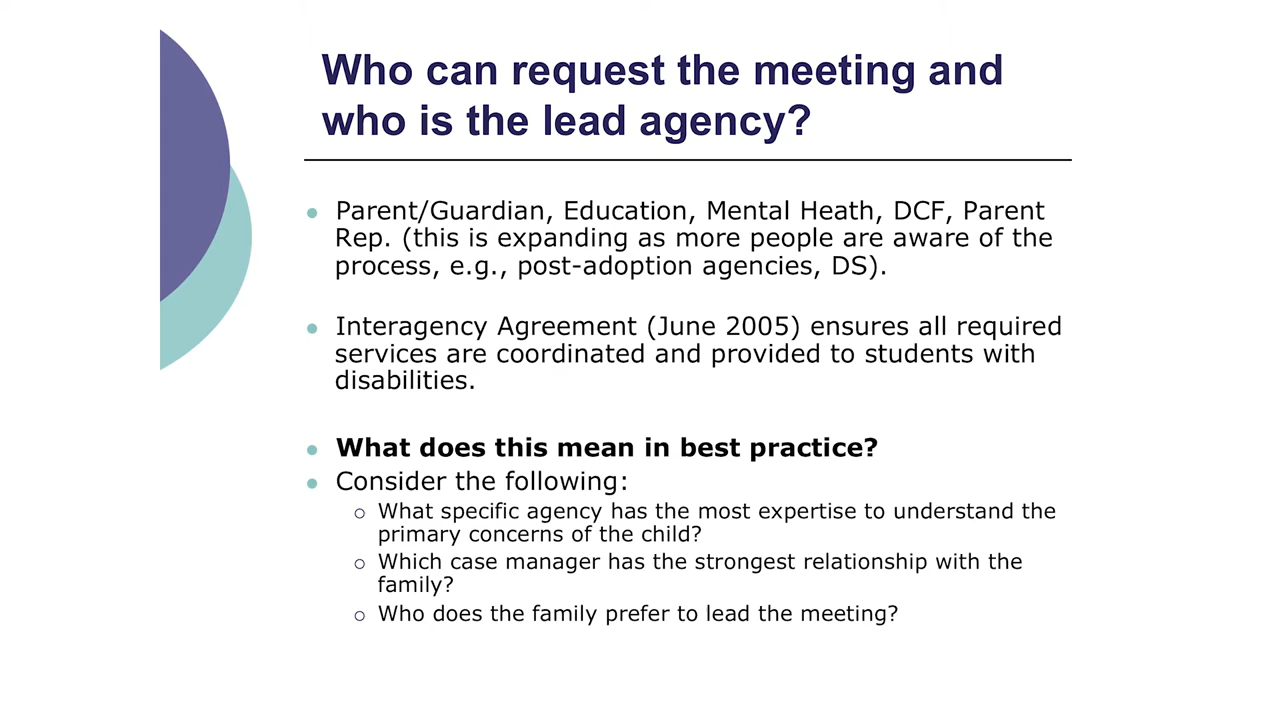 Who can request the meeting and
who is the lead agency?
Parent/Guardian, Education, Mental Heath, DCF, Parent
Rep. (this is expanding as more people are aware of the
process, e.g., post-adoption agencies, DS).
Interagency Agreement (June 2005) ensures all required
services are coordinated and provided to students with
disabilities.
What does this mean in best practice?
Consider the following:
What specific agency has the most expertise to understand the
primary concerns of the child?
Which case manager has the strongest relationship with the
family?
Who does the family prefer to lead the meeting?